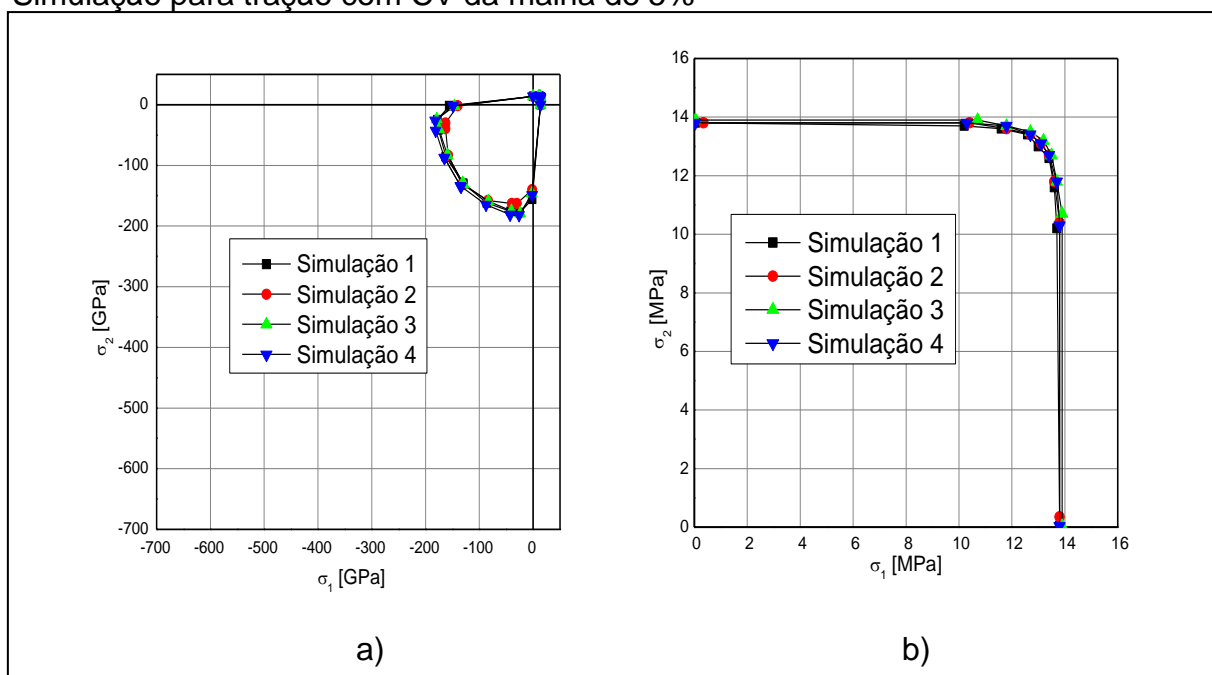 Simulação para tração com CV da malha
0
-100
-200
-300
-400
-500
-600
-700
σ₂ [GPa]
Simulação 1
Simulação 2
Simulação 3
Simulação 4
-700 -600 -500 -400 -300 -200 -100 0
σ₁ [GPa]
a)
16
14
12
10
8
6
4
2
0
σ₂ [MPa]
Simulação 1
Simulação 2
Simulação 3
Simulação 4
0 2 4 6 8 10 12 14 16
σ₁ [MPa]
b)